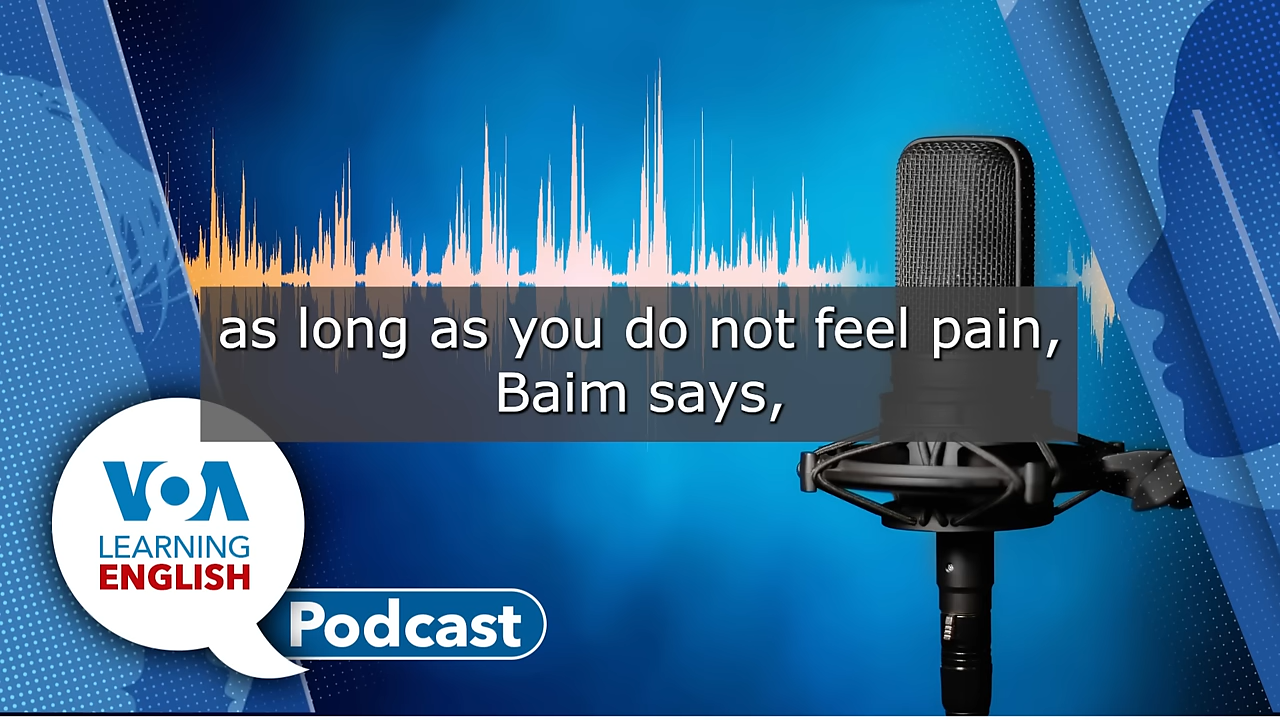 as long as you do not feel pain,
Baim says,
VOA
LEARNING
ENGLISH
Podcast